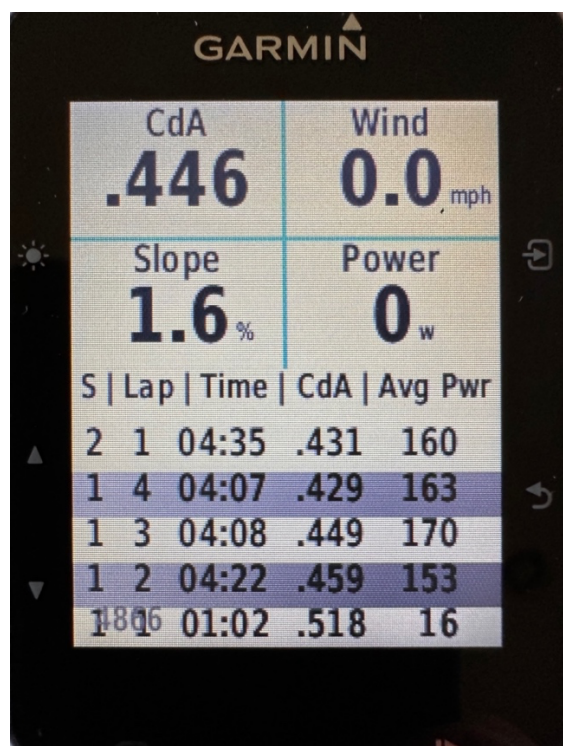 GARMIN
CdA Wind
.446 0.0 mph
Slope Power
1.6 % 0 w
S | Lap | Time | CdA | Avg Pwr
2 1 04:35 .431 160
1 4 04:07 .429 163
1 3 04:08 .449 170
1 2 04:22 .459 153
1 1 01:02 .518 16